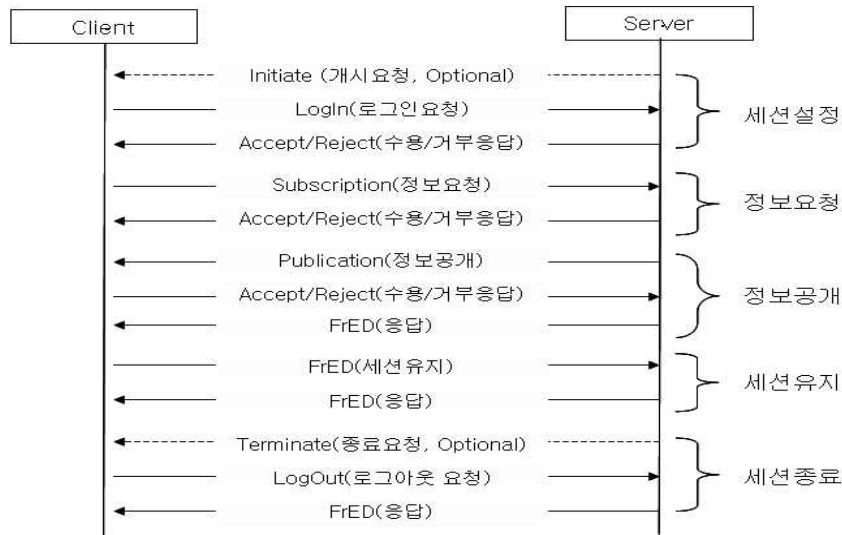 Client
Server
Initiate (개시요청, Optional)
LogIn(로그인요청)
Accept/Reject(수용/거부응답)
세션설정
Subscription(정보요청)
Accept/Reject(수용/거부응답)
정보요청
Publication(정보공개)
Accept/Reject(수용/거부응답)
FrED(응답)
정보공개
FrED(세션유지)
FrED(응답)
세션유지
Terminate(종료요청, Optional)
LogOut(로그아웃 요청)
FrED(응답)
세션종료